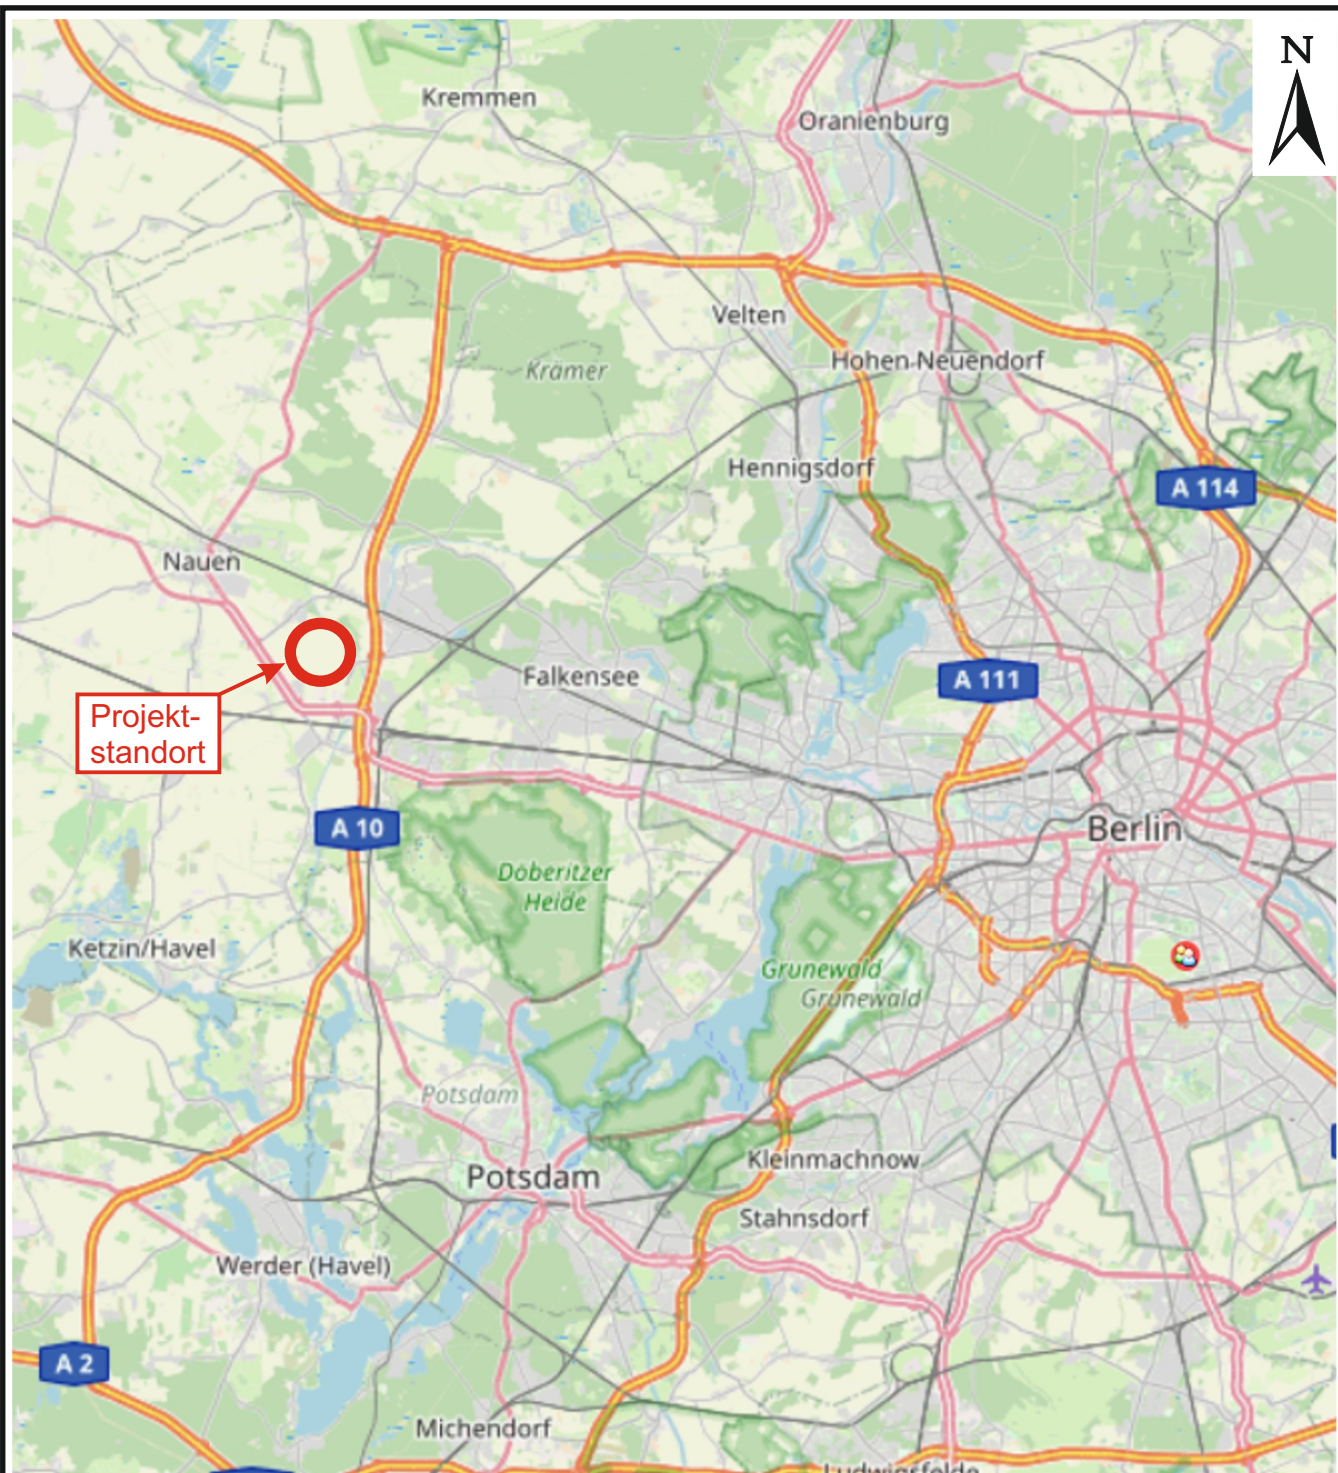 N
Kremmen
Oranienburg
Velten
Hohen Neuendorf
Krämer
Hennigsdorf
A 114
Nauen
Falkensee
A 111
Projekt-
standort
A 10
Berlin
Döberitzer
Heide
Ketzin/Havel
Grunewald
Grunewald
Potsdam
Kleinmachnow
Potsdam
Stahnsdorf
Werder (Havel)
A 2
Michendorf
Ludwigsfelde